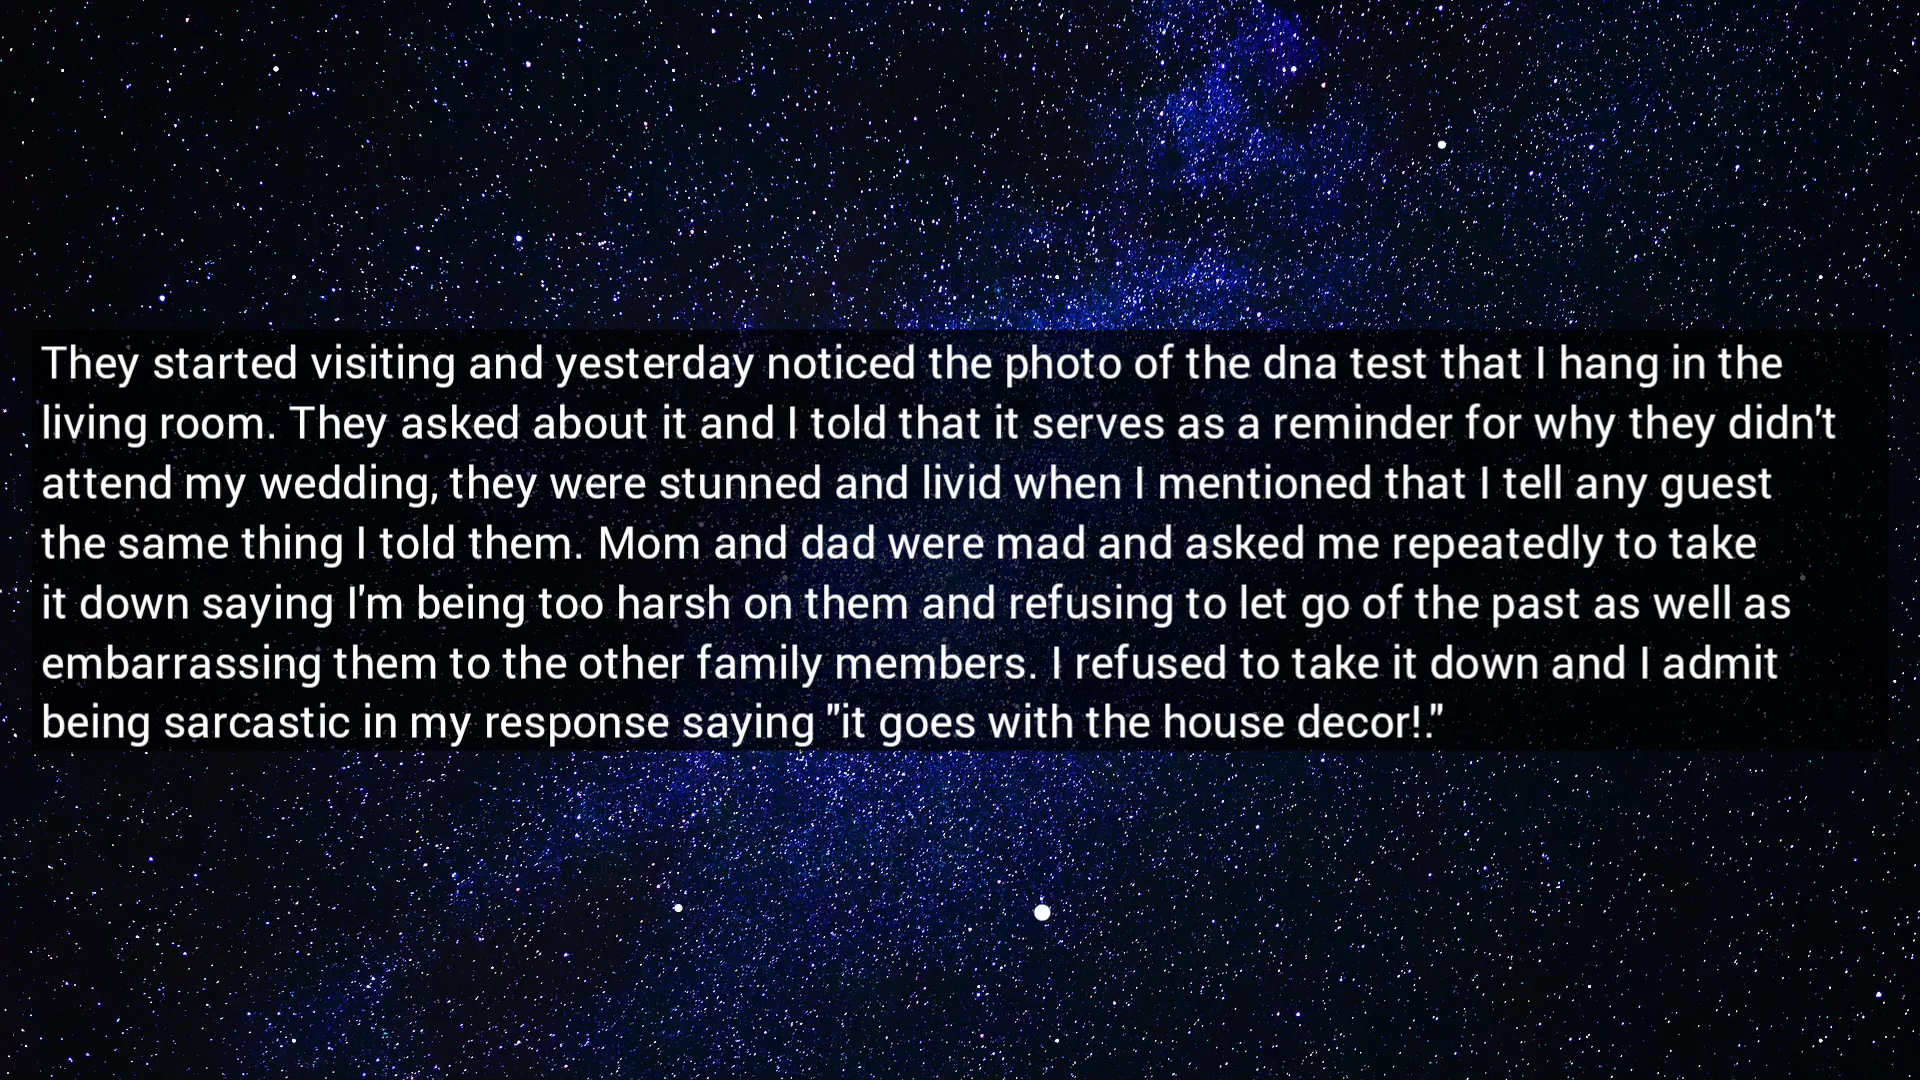 They started visiting and yesterday noticed the photo of the dna test that I hang in the
living room. They asked about it and I told that it serves as a reminder for why they didn't
attend my wedding, they were stunned and livid when I mentioned that I tell any guest
the same thing I told them. Mom and dad were mad and asked me repeatedly to take
it down saying I'm being too harsh on them and refusing to let go of the past as well as
embarrassing them to the other family members. I refused to take it down and I admit
being sarcastic in my response saying "it goes with the house decor!."